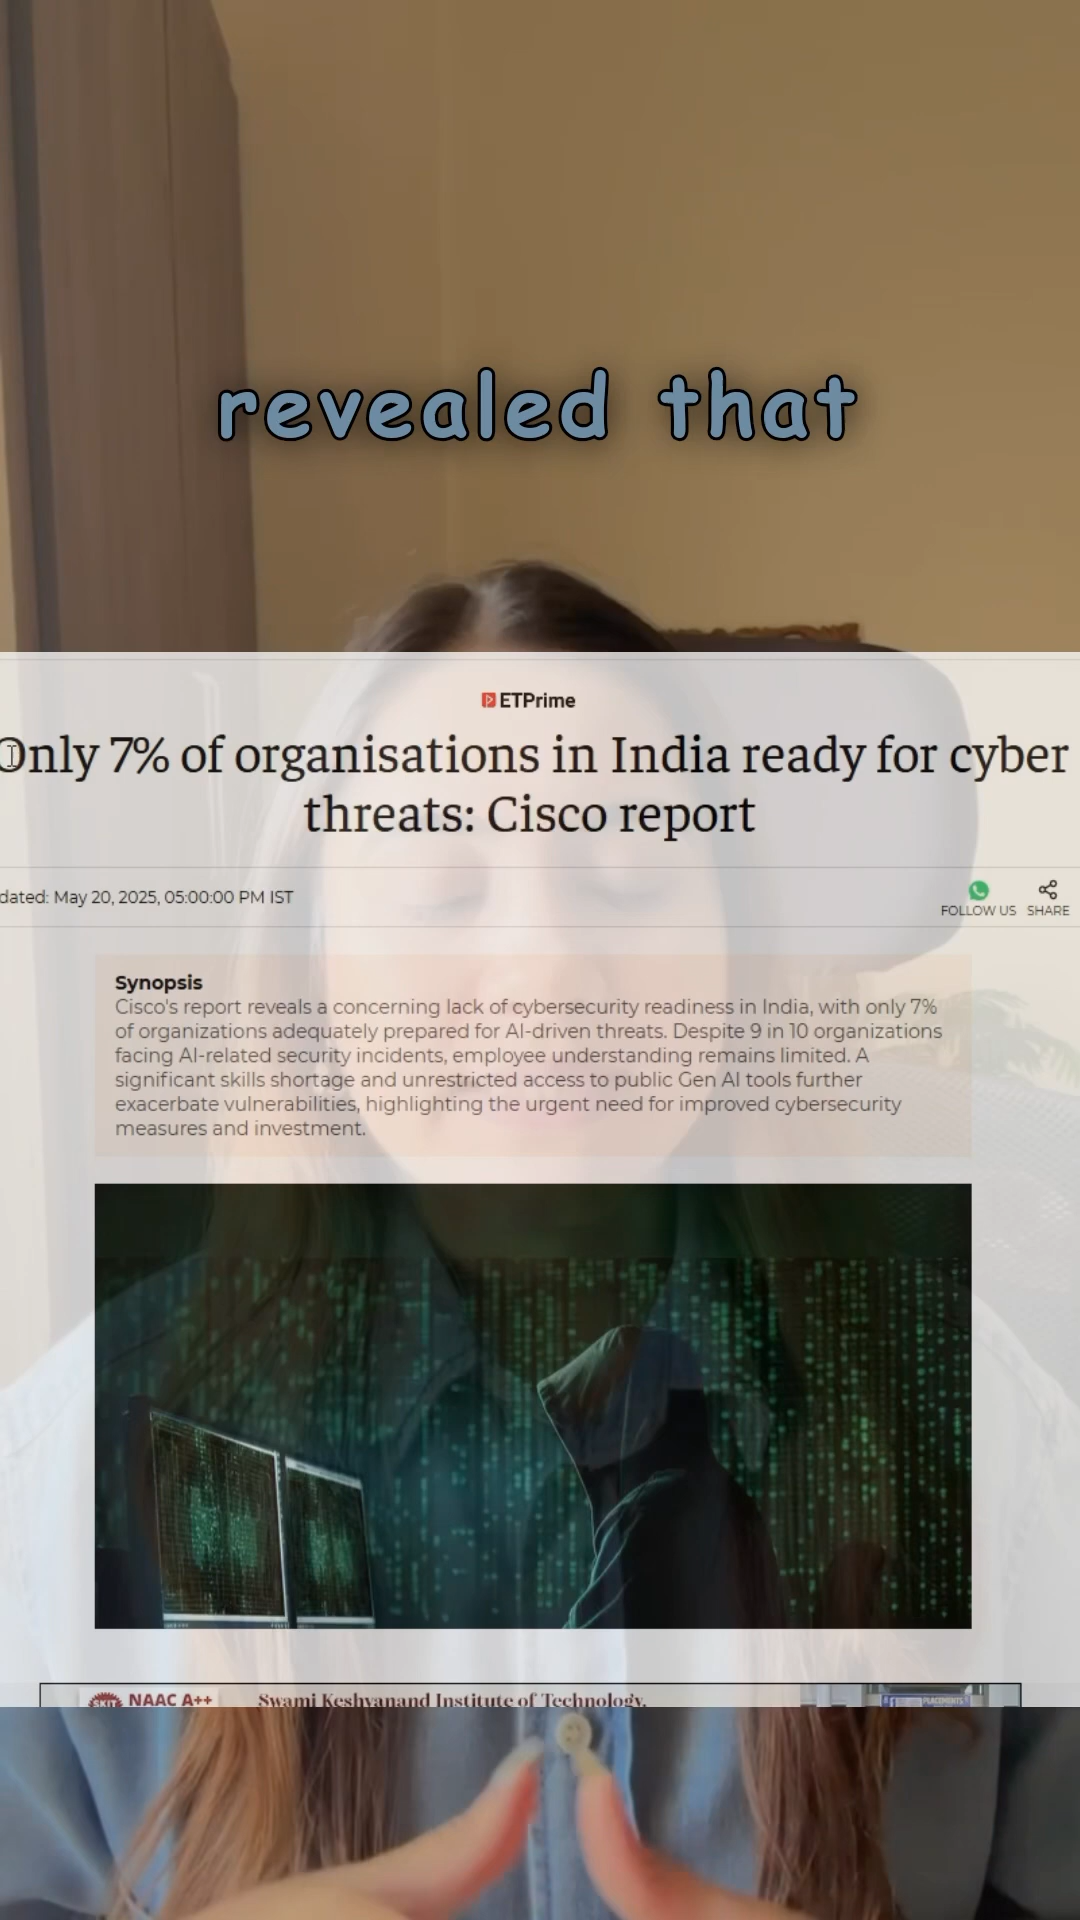 revealed that
ETPrime
Only 7% of organisations in India ready for cyber
threats: Cisco report
dated: May 20, 2025, 05:00:00 PM IST
FOLLOW US SHARE
Synopsis
Cisco's report reveals a concerning lack of cybersecurity readiness in India, with only 7%
of organizations adequately prepared for AI-driven threats. Despite 9 in 10 organizations
facing AI-related security incidents, employee understanding remains limited. A
significant skills shortage and unrestricted access to public Gen AI tools further
exacerbate vulnerabilities, highlighting the urgent need for improved cybersecurity
measures and investment.
NAAC A++ Swami Keshvanand Institute of Technology, PLACEMENTS